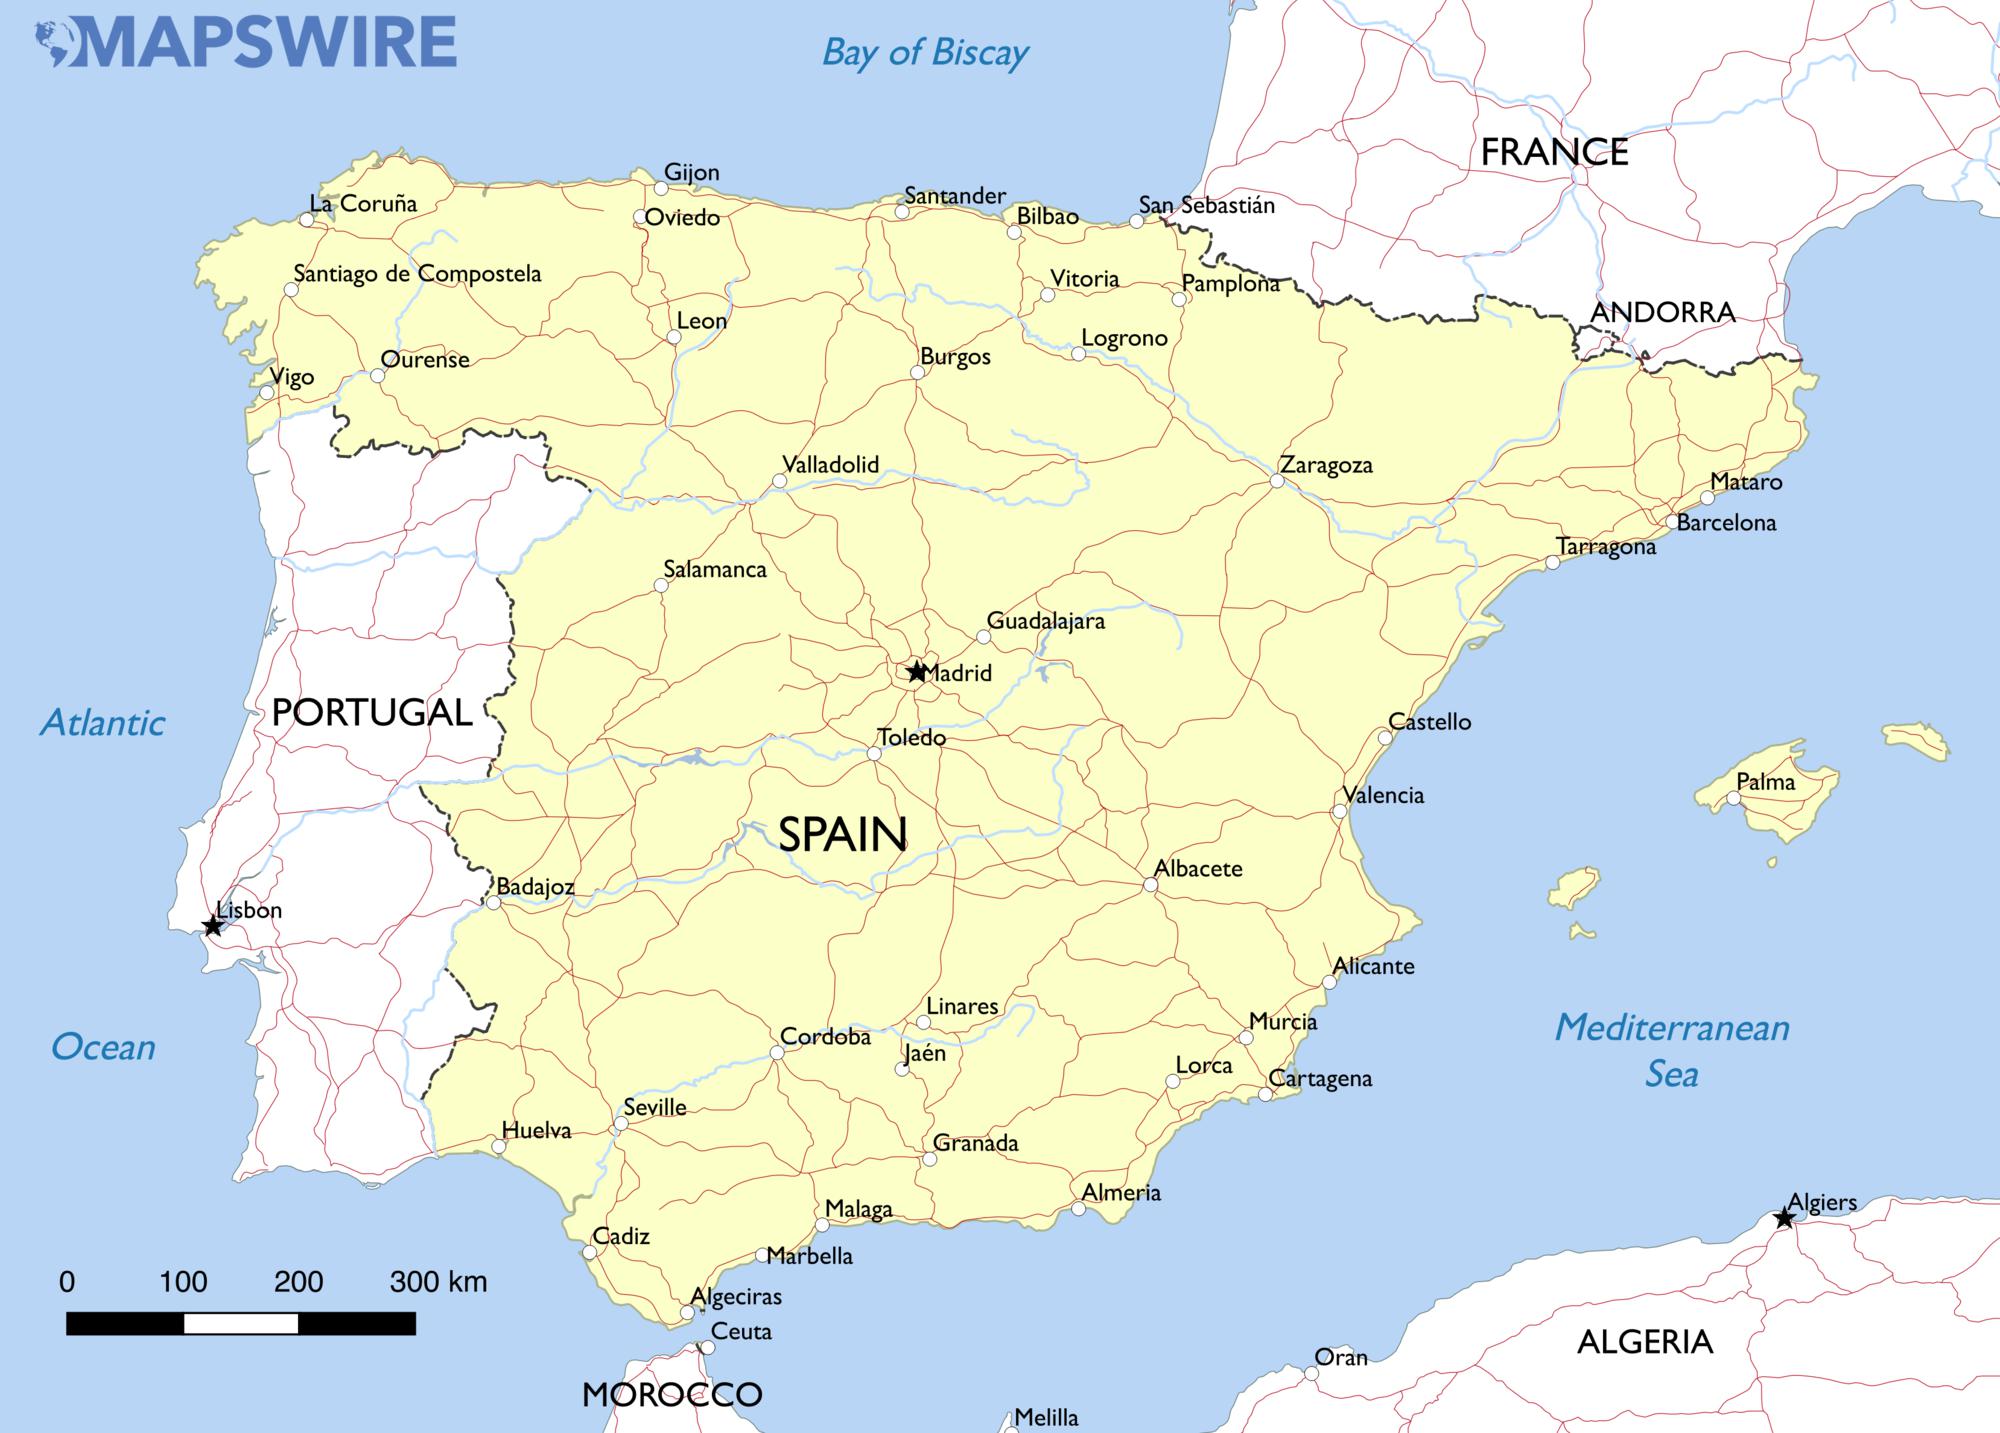 MAPSWIRE
Bay of Biscay
FRANCE
Gijon
La Coruña
Oviedo
Santander
Bilbao
San Sebastián
Santiago de Compostela
Vitoria
Pamplona
ANDORRA
Leon
Logrono
Ourense
Burgos
Vigo
Valladolid
Zaragoza
Mataro
Barcelona
Tarragona
Salamanca
Guadalajara
Madrid
Atlantic
PORTUGAL
Castello
Toledo
Palma
Valencia
SPAIN
Albacete
Badajoz
Lisbon
Alicante
Linares
Murcia
Mediterranean
Sea
Ocean
Cordoba
Jaén
Lorca
Cartagena
Seville
Huelva
Granada
Almeria
Algiers
Malaga
Cadiz
Marbella
0 100 200 300 km
Algeciras
Ceuta
ALGERIA
Oran
MOROCCO
Melilla